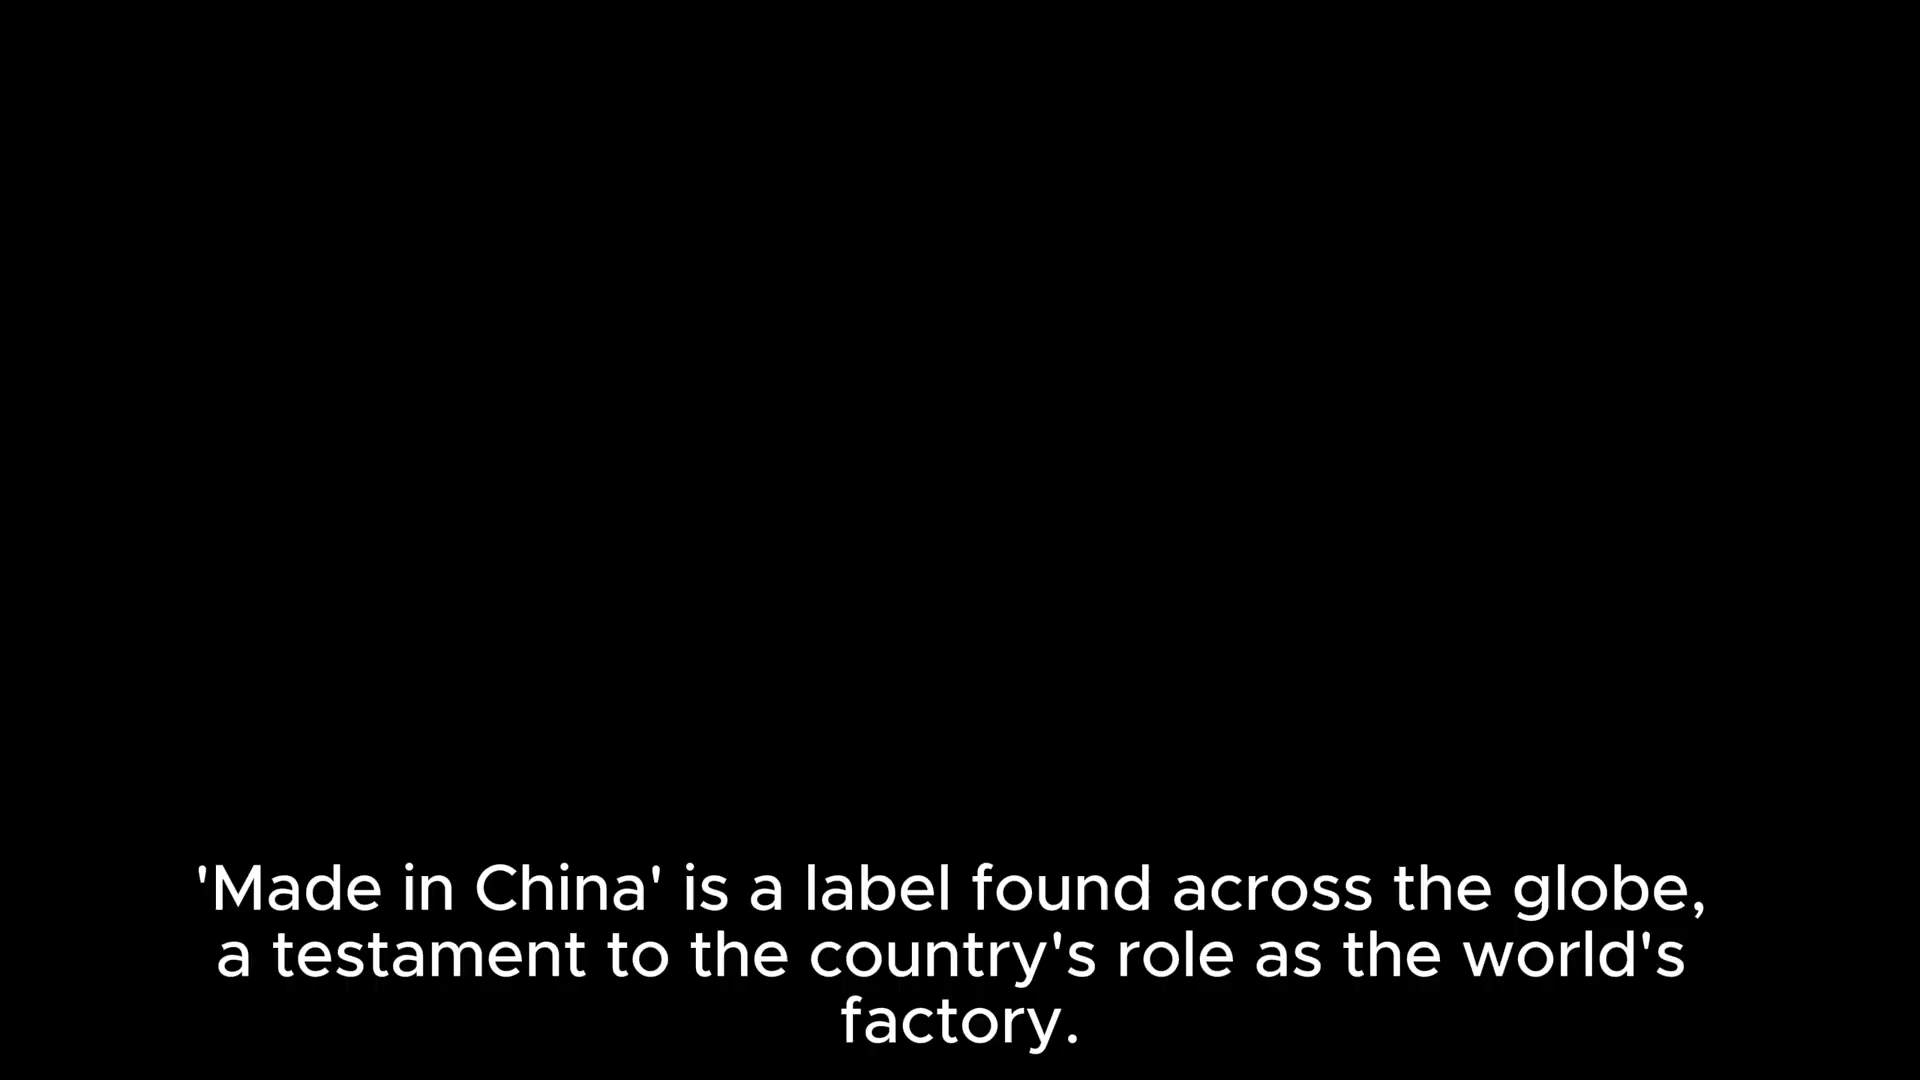 'Made in China' is a label found across the globe,
a testament to the country's role as the world's
factory.